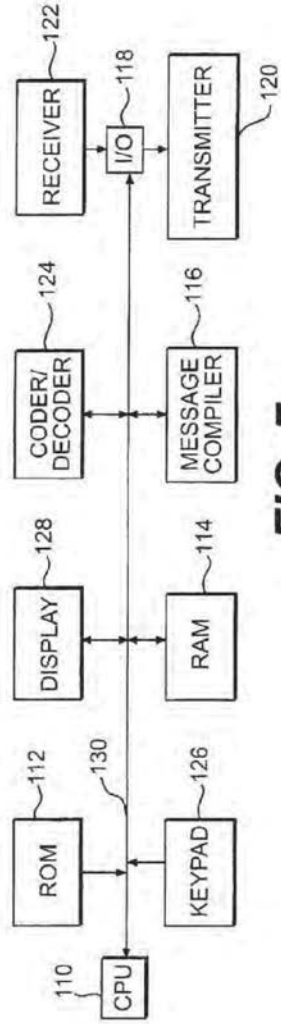 112
ROM
128
DISPLAY
124
CODER/
DECODER
122
RECEIVER
110
CPU
130
118
I/O
126
KEYPAD
114
RAM
116
MESSAGE
COMPILER
TRANSMITTER
120
FIG.